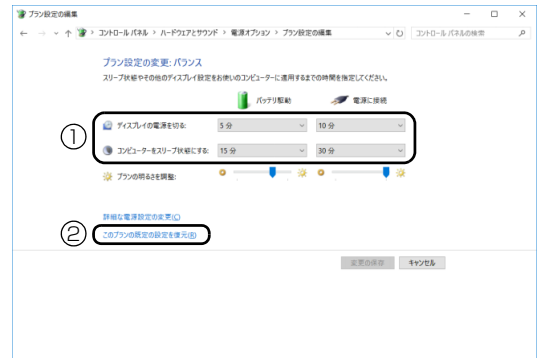 プラン設定の編集
コントロール パネル › ハードウェアとサウンド › 電源オプション › プラン設定の編集 コントロール パネルの検索
プラン設定の変更: バランス
スリープ状態やその他のディスプレイ設定をお使いのコンピューターに適用するまでの時間を指定してください。
バッテリ駆動 電源に接続
① ディスプレイの電源を切る: 5 分 10 分
コンピューターをスリープ状態にする: 15 分 30 分
プランの明るさを調整:
詳細な電源設定の変更(C)
② このプランの既定の設定を復元(R)
変更の保存 キャンセル